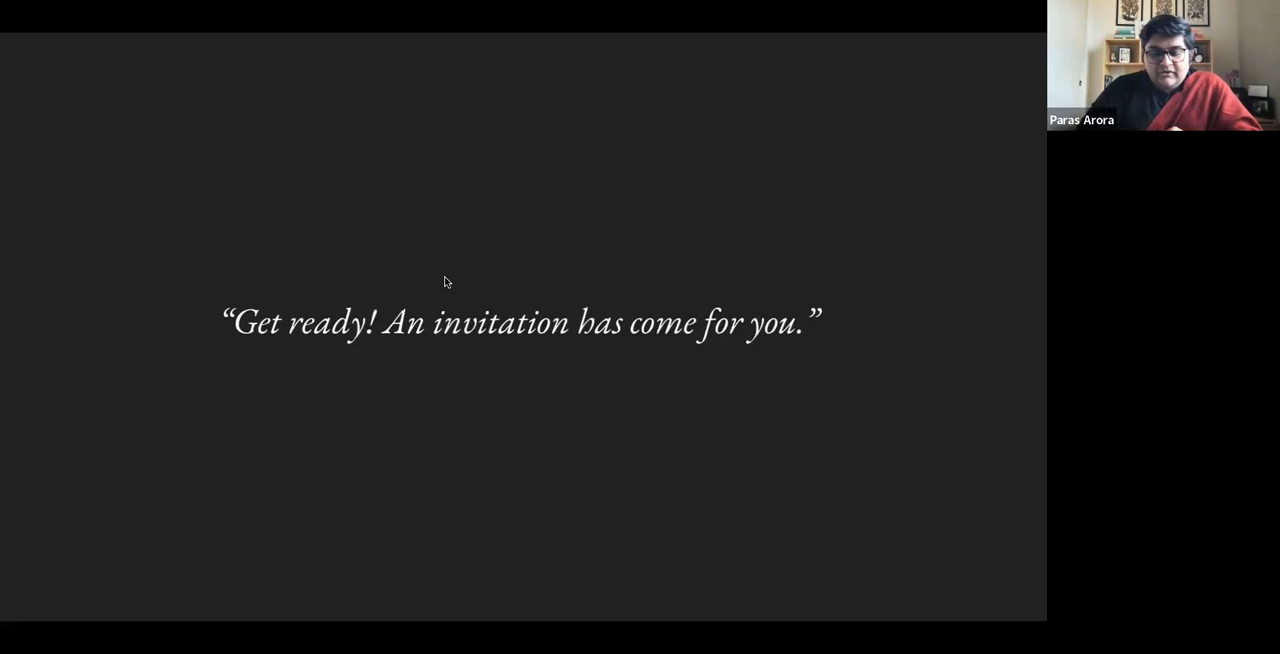 “Get ready! An invitation has come for you.”
Paras Arora